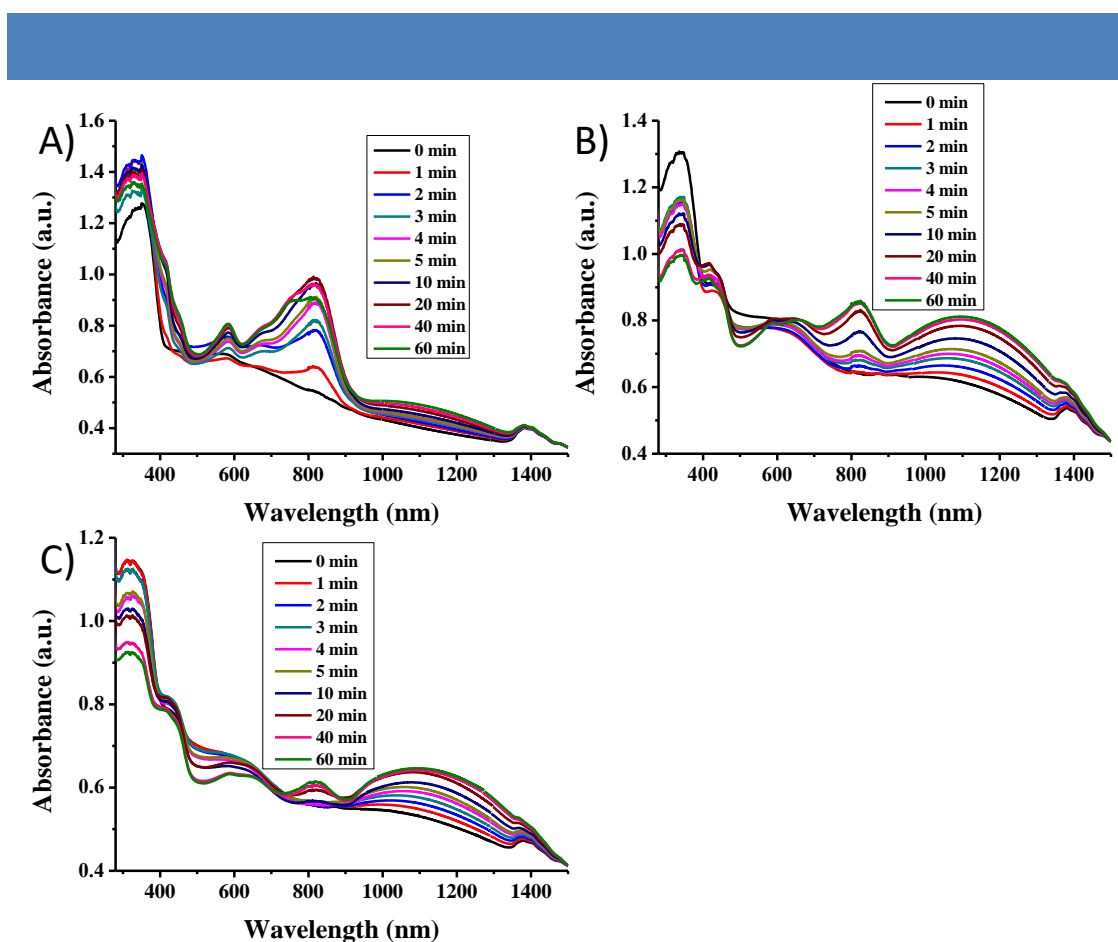 A)
1.6
1.4
1.2
1.0
0.8
0.6
0.4
Absorbance (a.u.)
0 min
1 min
2 min
3 min
4 min
5 min
10 min
20 min
40 min
60 min
400 600 800 1000 1200 1400
Wavelength (nm)
B)
1.4
1.2
1.0
0.8
0.6
0.4
Absorbance (a.u.)
0 min
1 min
2 min
3 min
4 min
5 min
10 min
20 min
40 min
60 min
400 600 800 1000 1200 1400
Wavelength (nm)
C)
1.2
1.0
0.8
0.6
0.4
Absorbance (a.u.)
0 min
1 min
2 min
3 min
4 min
5 min
10 min
20 min
40 min
60 min
400 600 800 1000 1200 1400
Wavelength (nm)